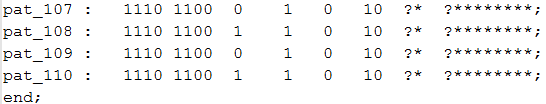 pat_107 :   1110 1100  0    1   0   10  ?*  ?********;
pat_108 :   1110 1100  1    1   0   10  ?*  ?********;
pat_109 :   1110 1100  0    1   0   10  ?*  ?********;
pat_110 :   1110 1100  1    1   0   10  ?*  ?********;
end;